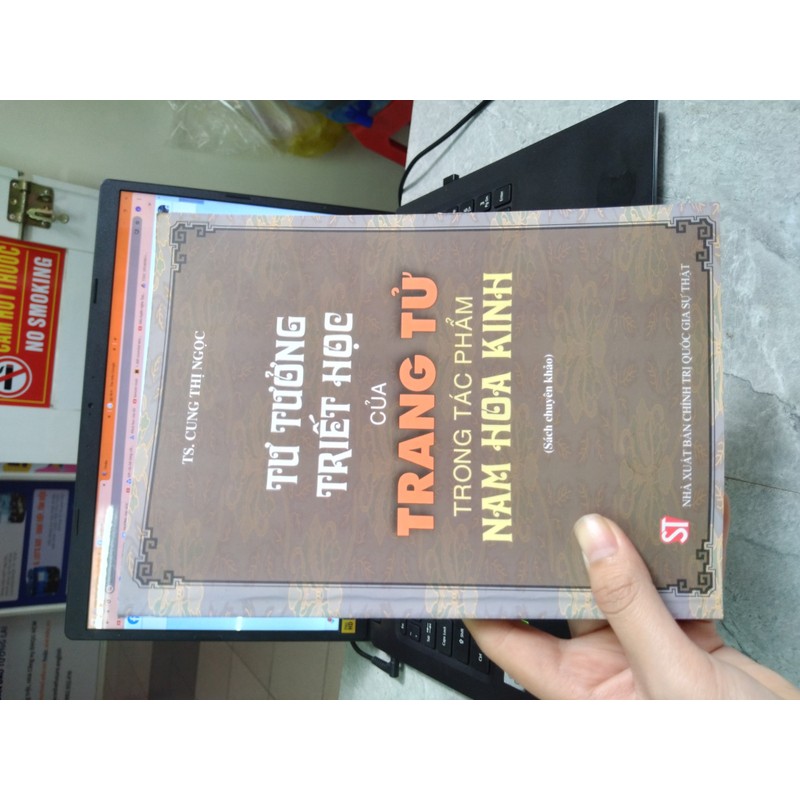 TS. CUNG THỊ NGỌC
TƯ TƯỞNG
TRIẾT HỌC
CỦA
TRANG TỬ
TRONG TÁC PHẨM
NAM HOA KINH
(Sách chuyên khảo)
ST
NHÀ XUẤT BẢN CHÍNH TRỊ QUỐC GIA SỰ THẬT
CẤM HÚT THUỐC
NO SMOKING